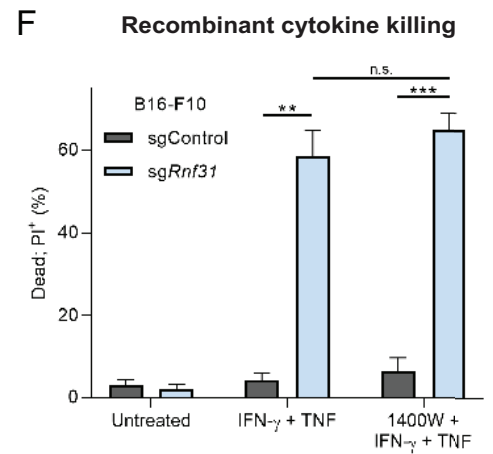 F
Recombinant cytokine killing
n.s.
***
**
B16-F10
sgControl
sgRnf31
Dead; PI⁺ (%)
60
40
20
0
Untreated
IFN-γ + TNF
1400W +
IFN-γ + TNF